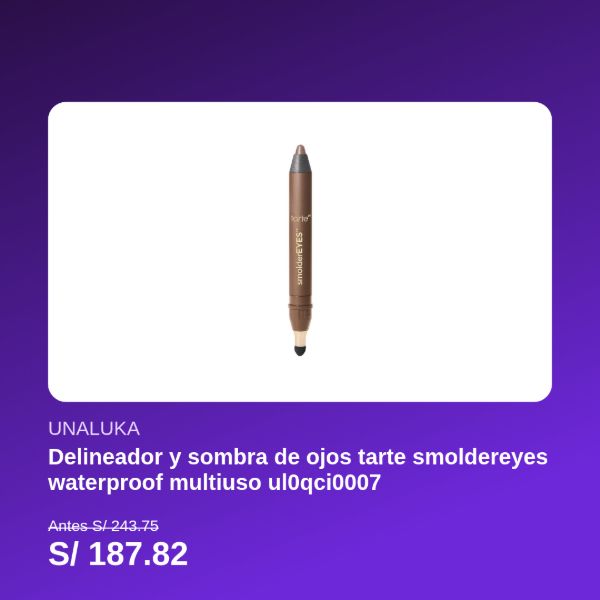 tarte
smolderEYES
UNALUKA
Delineador y sombra de ojos tarte smoldereyes
waterproof multiuso ul0qci0007
Antes S/ 243.75
S/ 187.82